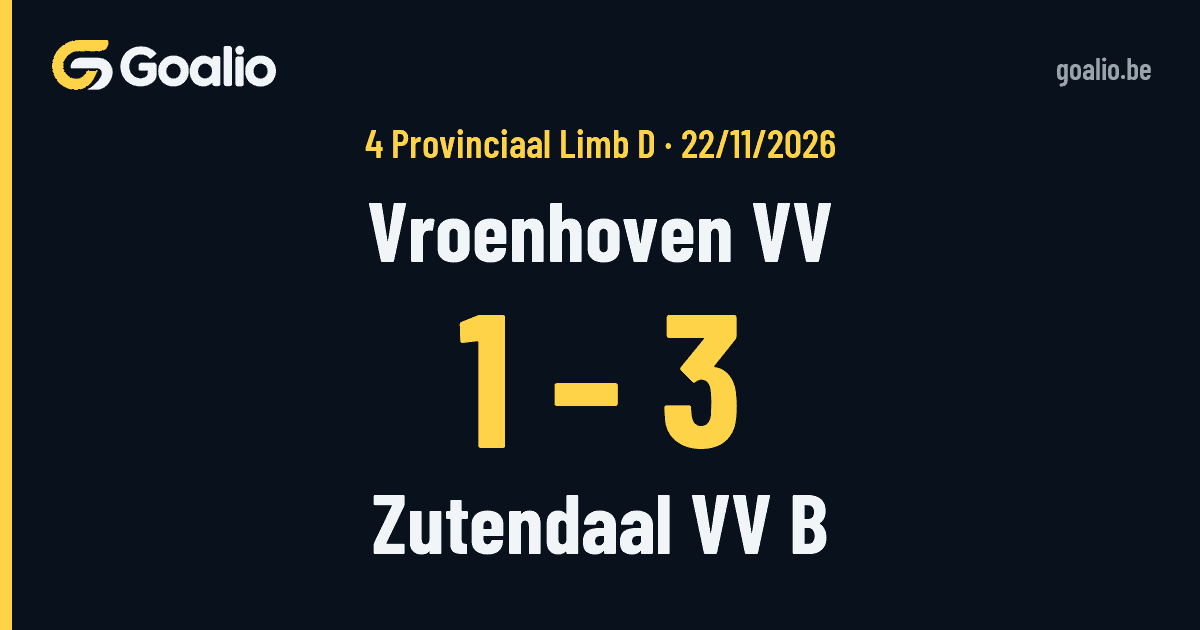 Goalio
goalio.be
4 Provinciaal Limb D · 22/11/2026
Vroenhoven VV
1 – 3
Zutendaal VV B